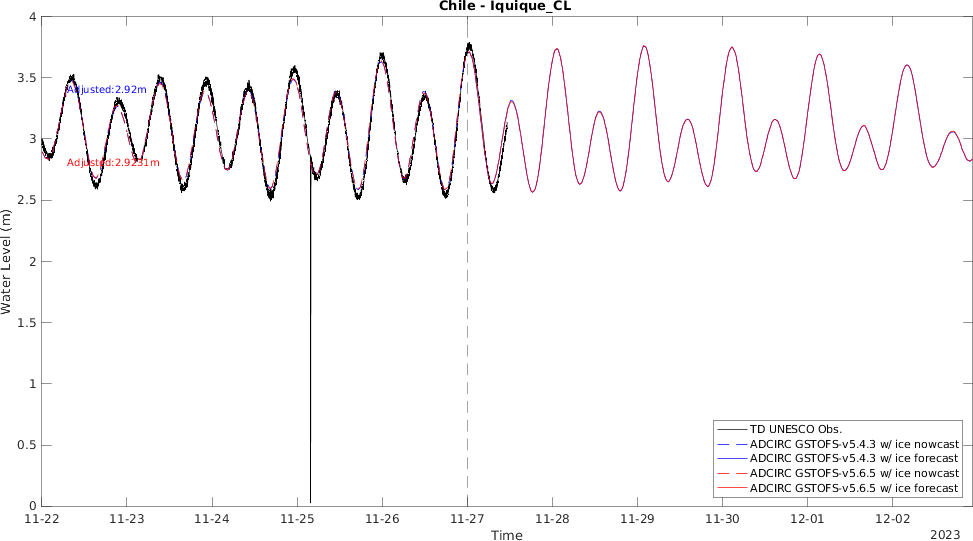 Chile - Iquique_CL
4
3.5
3
2.5
2
1.5
1
0.5
0
Water Level (m)
Adjusted:2.92m
Adjusted:2.9231m
TD UNESCO Obs.
ADCIRC GSTOFS-v5.4.3 w/ ice nowcast
ADCIRC GSTOFS-v5.4.3 w/ ice forecast
ADCIRC GSTOFS-v5.6.5 w/ ice nowcast
ADCIRC GSTOFS-v5.6.5 w/ ice forecast
11-22 11-23 11-24 11-25 11-26 11-27 11-28 11-29 11-30 12-01 12-02
Time
2023